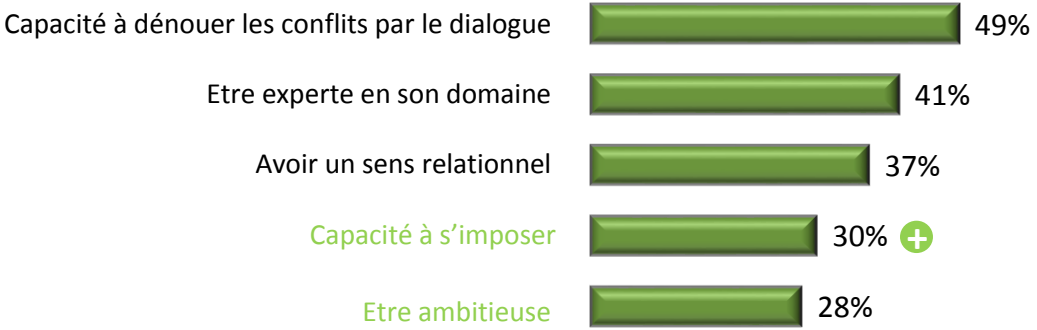 Capacité à dénouer les conflits par le dialogue 49%
Etre experte en son domaine 41%
Avoir un sens relationnel 37%
Capacité à s’imposer 30% +
Etre ambitieuse 28%